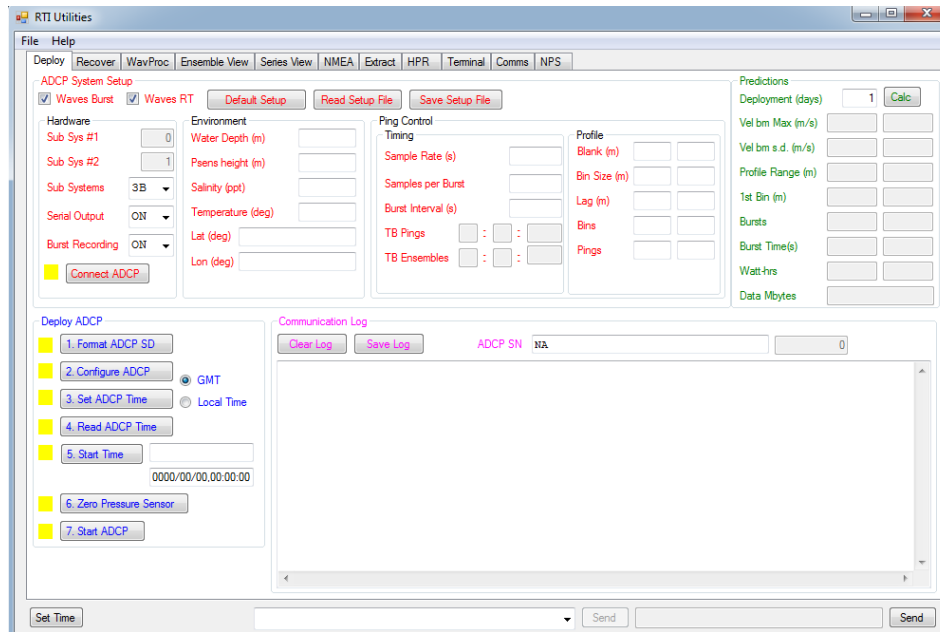 RTI Utilities
File Help
Deploy Recover WavProc Ensemble View Series View NMEA Extract HPR Terminal Comms NPS
ADCP System Setup
Waves Burst Waves RT Default Setup Read Setup File Save Setup File
Hardware
Sub Sys #1 0
Sub Sys #2 1
Sub Systems 3B
Serial Output ON
Burst Recording ON
Connect ADCP
Environment
Water Depth (m)
Psens height (m)
Salinity (ppt)
Temperature (deg)
Lat (deg)
Lon (deg)
Ping Control
Timing
Sample Rate (s)
Samples per Burst
Burst Interval (s)
TB Pings : :
TB Ensembles : :
Profile
Blank (m)
Bin Size (m)
Lag (m)
Bins
Pings
Predictions
Deployment (days) 1 Calc
Vel bm Max (m/s)
Vel bm s.d. (m/s)
Profile Range (m)
1st Bin (m)
Bursts
Burst Time(s)
Watt-hrs
Data Mbytes
Deploy ADCP
1. Format ADCP SD
2. Configure ADCP
GMT
3. Set ADCP Time
Local Time
4. Read ADCP Time
5. Start Time
0000/00/00,00:00:00
6. Zero Pressure Sensor
7. Start ADCP
Communication Log
Clear Log Save Log ADCP SN NA 0
Set Time Send Send